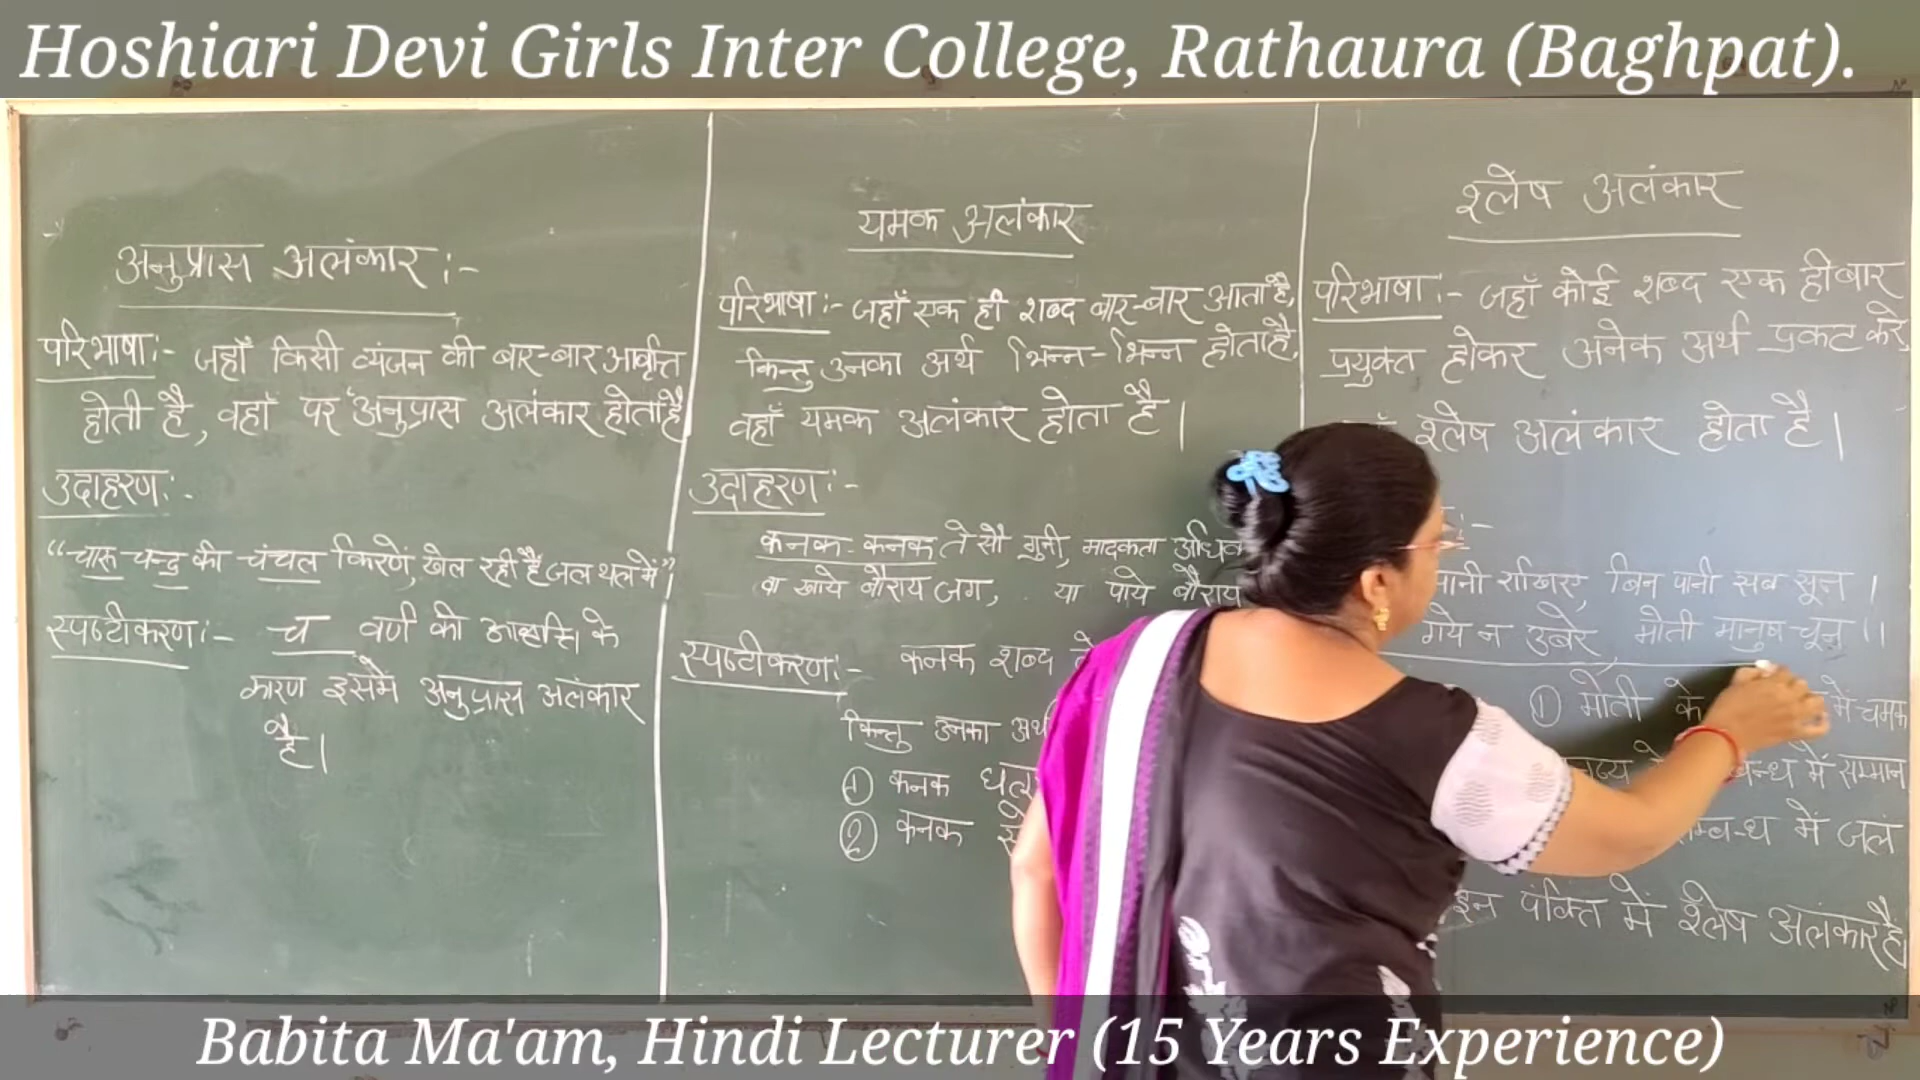 Hoshiari Devi Girls Inter College, Rathaura (Baghpat).
अनुप्रास अलंकार :-
परिभाषा :- जहाँ किसी व्यंजन की बार-बार आवृत्ति
होती है, वहाँ पर "अनुप्रास अलंकार होता है
उदाहरण :-
"चारू चन्द्र की चंचल किरणें, खेल रही है जल थल में"
स्पष्टीकरण :- च वर्ण की आवृत्ति के
कारण इसमें अनुप्रास अलंकार
है।
यमक अलंकार
परिभाषा :- जहाँ एक ही शब्द बार-बार आता है,
किन्तु उनका अर्थ भिन्न-भिन्न होता है,
वहाँ यमक अलंकार होता है।
उदाहरण :-
कनक-कनक ते सौ गुनी, मादकता
वा खाये बौराय जग, या पाये बौराय
स्पष्टीकरण :- कनक शब्द
किन्तु उनका अर्थ
① कनक
② कनक
श्लेष अलंकार
परिभाषा :- जहाँ कोई शब्द एक ही बार
प्रयुक्त होकर अनेक अर्थ प्रकट करे,
श्लेष अलंकार होता है।
:-
पानी राखिए, बिन पानी सब सून।
गये न उबरे, मोती मानुष चून।।
① मोती के में चमक
में सम्मान
में जल
इन पंक्ति में श्लेष अलंकार है।
Babita Ma'am, Hindi Lecturer (15 Years Experience)